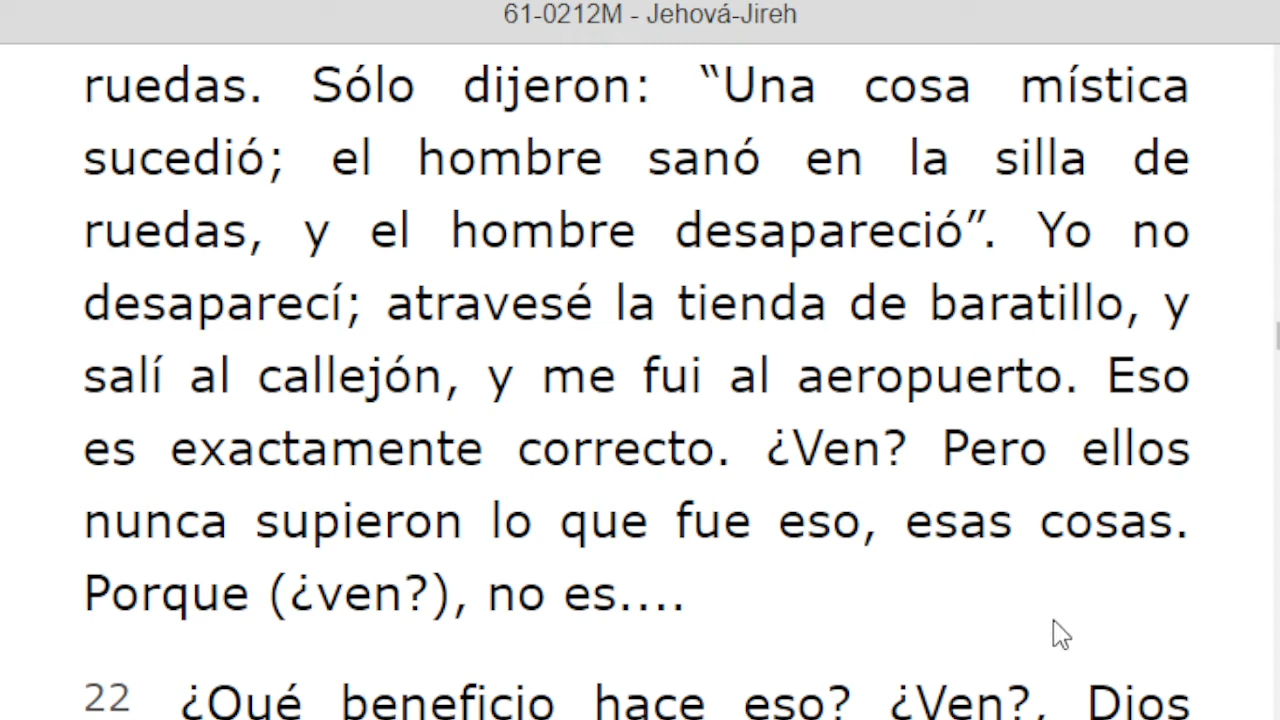 61-0212M - Jehová-Jireh
ruedas. Sólo dijeron: “Una cosa mística
sucedió; el hombre sanó en la silla de
ruedas, y el hombre desapareció”. Yo no
desaparecí; atravesé la tienda de baratillo, y
salí al callejón, y me fui al aeropuerto. Eso
es exactamente correcto. ¿Ven? Pero ellos
nunca supieron lo que fue eso, esas cosas.
Porque (¿ven?), no es....
22 ¿Qué beneficio hace eso? ¿Ven?, Dios